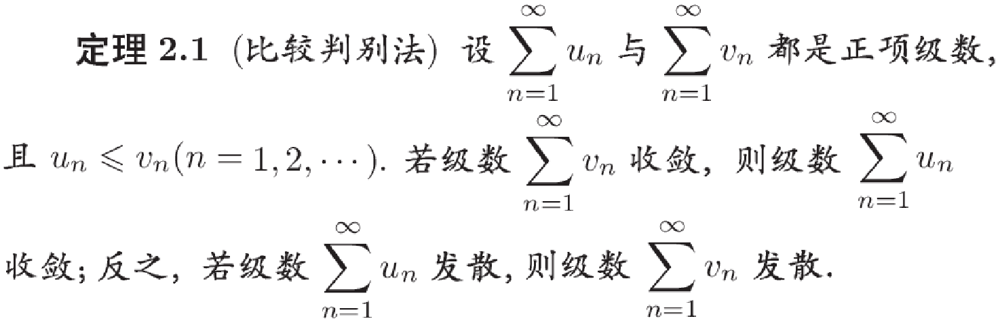 定理 2.1 (比较判别法) 设 $\sum_{n=1}^{\infty} u_n$ 与 $\sum_{n=1}^{\infty} v_n$ 都是正项级数,
且 $u_n \leqslant v_n (n = 1, 2, \cdots)$. 若级数 $\sum_{n=1}^{\infty} v_n$ 收敛, 则级数 $\sum_{n=1}^{\infty} u_n$
收敛; 反之, 若级数 $\sum_{n=1}^{\infty} u_n$ 发散, 则级数 $\sum_{n=1}^{\infty} v_n$ 发散.